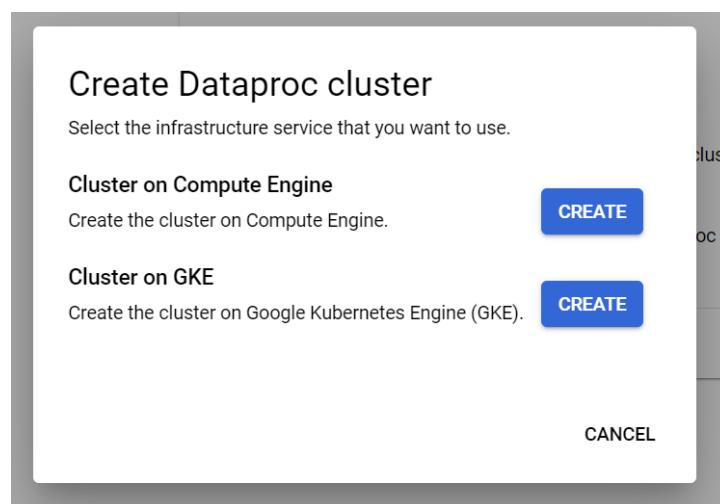 Create Dataproc cluster
Select the infrastructure service that you want to use.
Cluster on Compute Engine
Create the cluster on Compute Engine.
CREATE
Cluster on GKE
Create the cluster on Google Kubernetes Engine (GKE).
CREATE
CANCEL